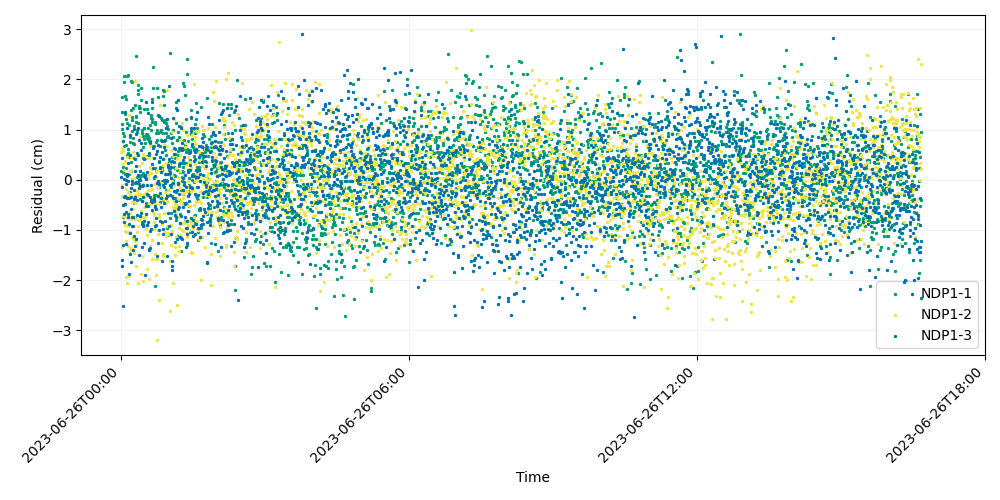 3
2
1
0
−1
−2
−3
Residual (cm)
NDP1-1
NDP1-2
NDP1-3
2023-06-26T00:00
2023-06-26T06:00
2023-06-26T12:00
2023-06-26T18:00
Time